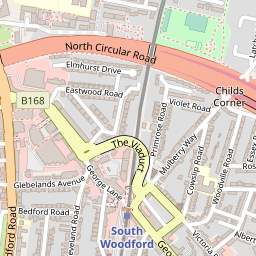 North Circular Road
Elmhurst Drive
Eastwood Road
B168
Violet Road
Childs
Corner
The Viaduct
Primrose Road
Mulberry Way
Cowslip Road
Woodville Road
Glebelands Avenue
George Lane
Bedford Road
South
Woodford
Victoria